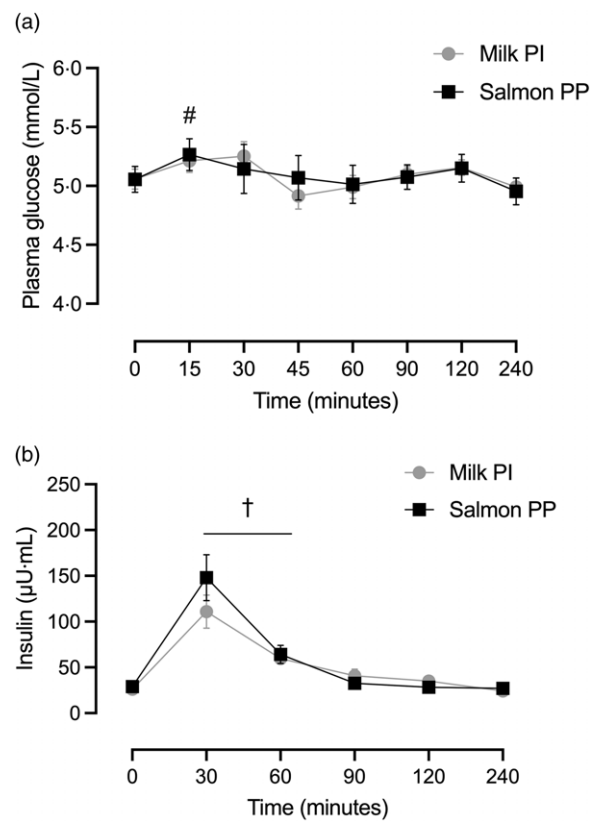 (a)
Milk PI
Salmon PP
Plasma glucose (mmol/L)
6·0
5·5
5·0
4·5
4·0
#
0 15 30 45 60 90 120 240
Time (minutes)
(b)
Milk PI
Salmon PP
Insulin (μU·mL)
250
200
150
100
50
0
†
0 30 60 90 120 240
Time (minutes)